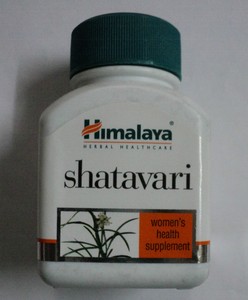 Himalaya
HERBAL HEALTHCARE
shatavari
women's
health
supplement